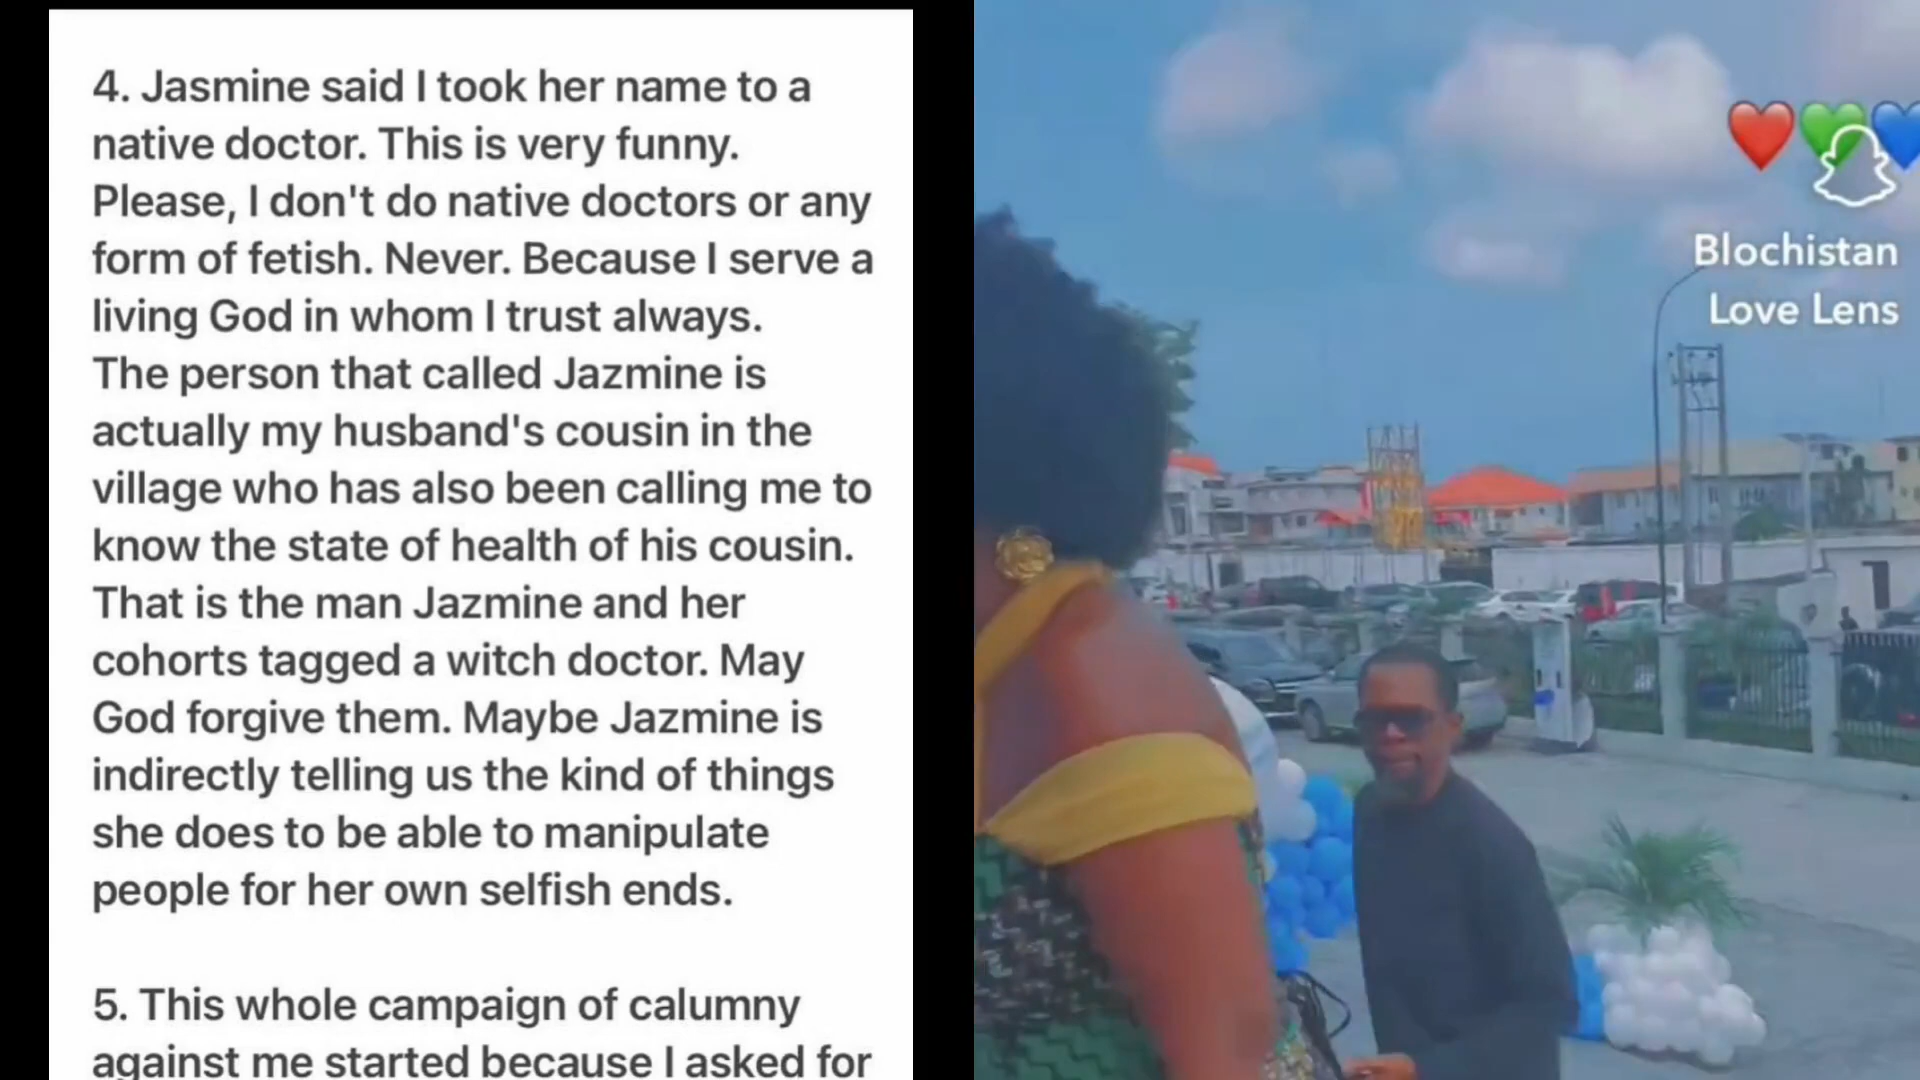 4. Jasmine said I took her name to a
native doctor. This is very funny.
Please, I don't do native doctors or any
form of fetish. Never. Because I serve a
living God in whom I trust always.
The person that called Jazmine is
actually my husband's cousin in the
village who has also been calling me to
know the state of health of his cousin.
That is the man Jazmine and her
cohorts tagged a witch doctor. May
God forgive them. Maybe Jazmine is
indirectly telling us the kind of things
she does to be able to manipulate
people for her own selfish ends.
5. This whole campaign of calumny
against me started because I asked for
Blochistan
Love Lens